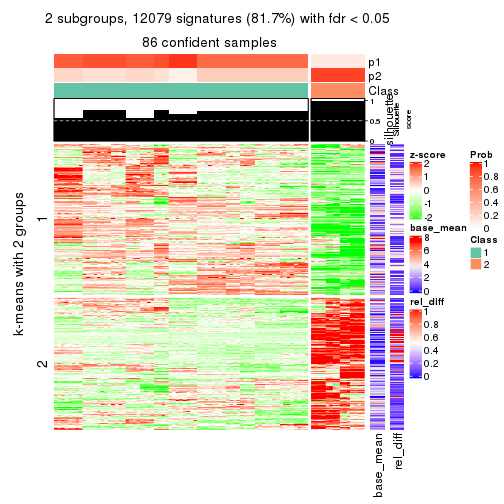 2 subgroups, 12079 signatures (81.7%) with fdr < 0.05
86 confident samples
p1
p2
Class
silhouette
Silhouette
score
1
0.5
0
k-means with 2 groups
1
2
z-score
2
1
0
-1
-2
base_mean
8
6
4
2
0
rel_diff
1
0.8
0.6
0.4
0.2
0
Prob
1
0.8
0.6
0.4
0.2
0
Class
1
2
base_mean
rel_diff